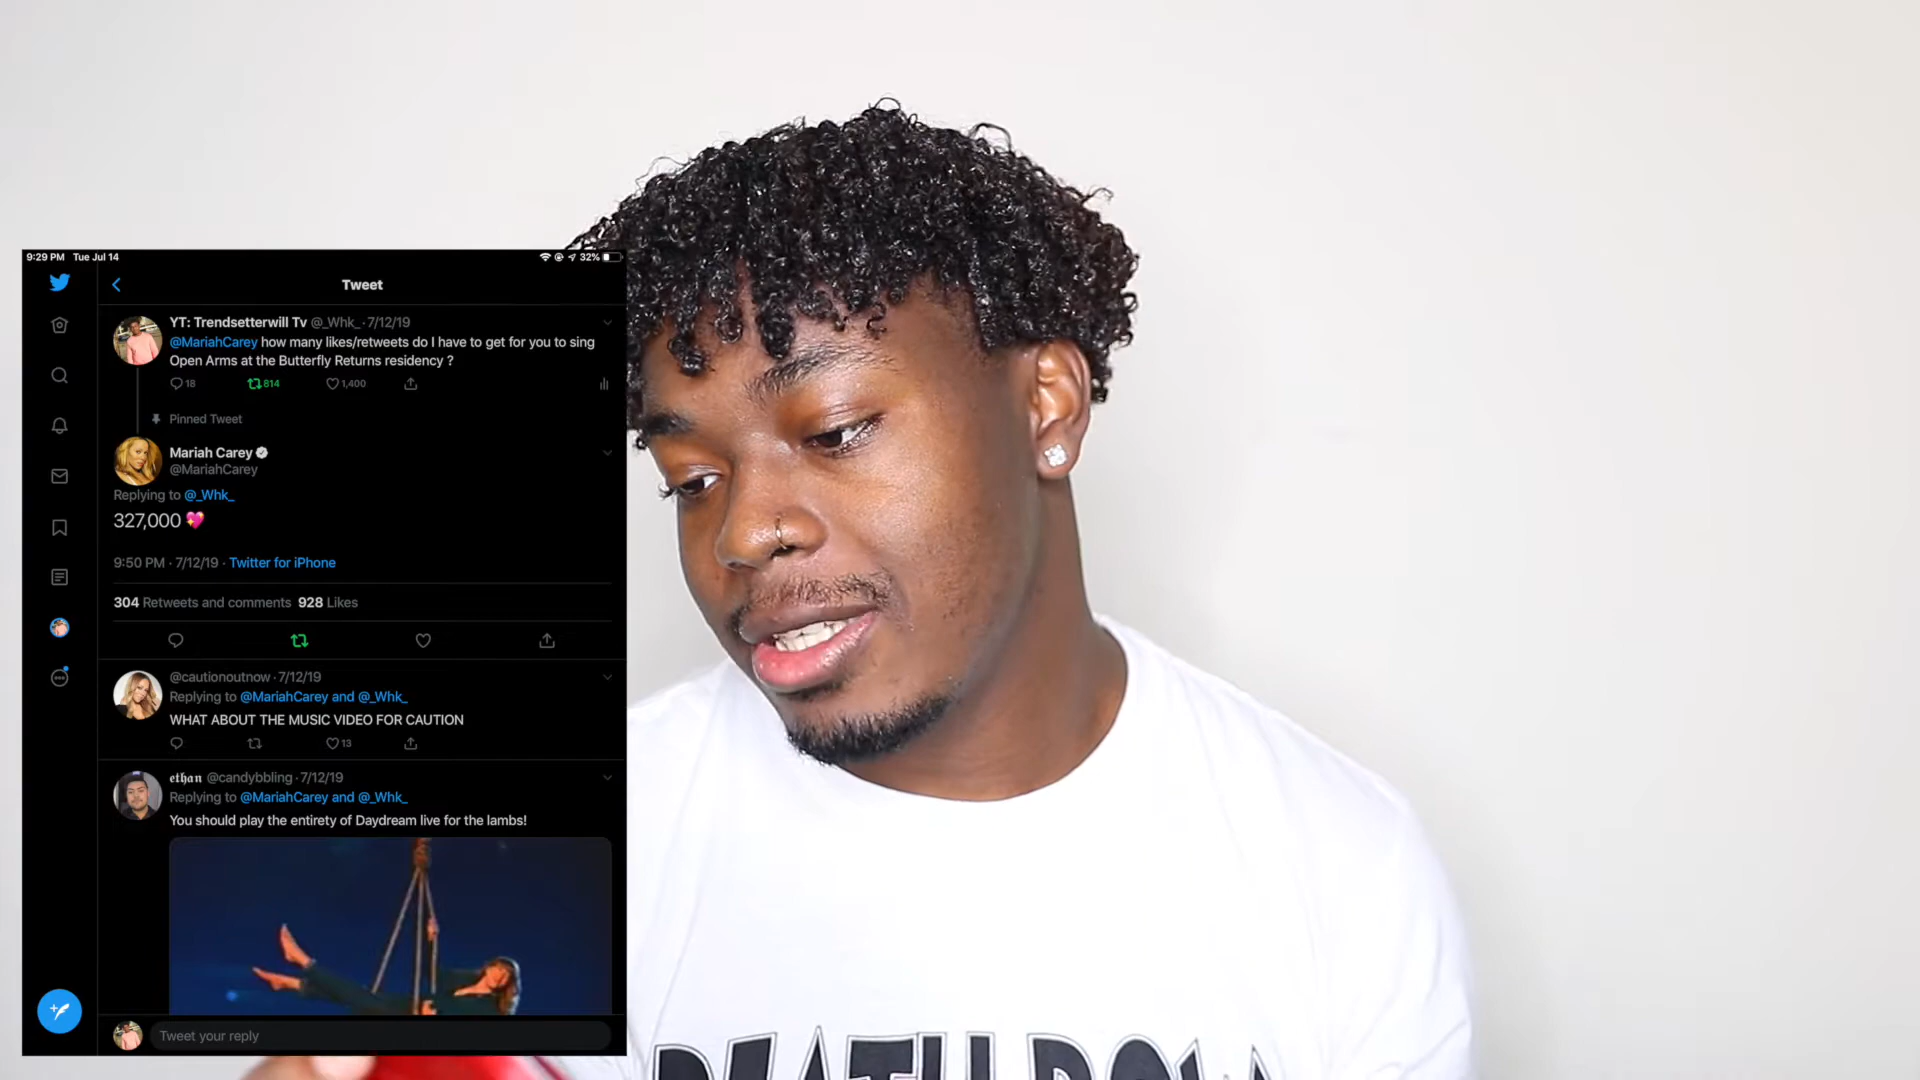 9:29 PM Tue Jul 14
32%
Tweet
YT: Trendsetterwill Tv @_Whk_ · 7/12/19
@MariahCarey how many likes/retweets do I have to get for you to sing
Open Arms at the Butterfly Returns residency ?
18 814 1,400
Pinned Tweet
Mariah Carey
@MariahCarey
Replying to @_Whk_
327,000 💖
9:50 PM · 7/12/19 · Twitter for iPhone
304 Retweets and comments 928 Likes
@cautionoutnow · 7/12/19
Replying to @MariahCarey and @_Whk_
WHAT ABOUT THE MUSIC VIDEO FOR CAUTION
13
ethan @candybbling · 7/12/19
Replying to @MariahCarey and @_Whk_
You should play the entirety of Daydream live for the lambs!
Tweet your reply
DEATH ROW